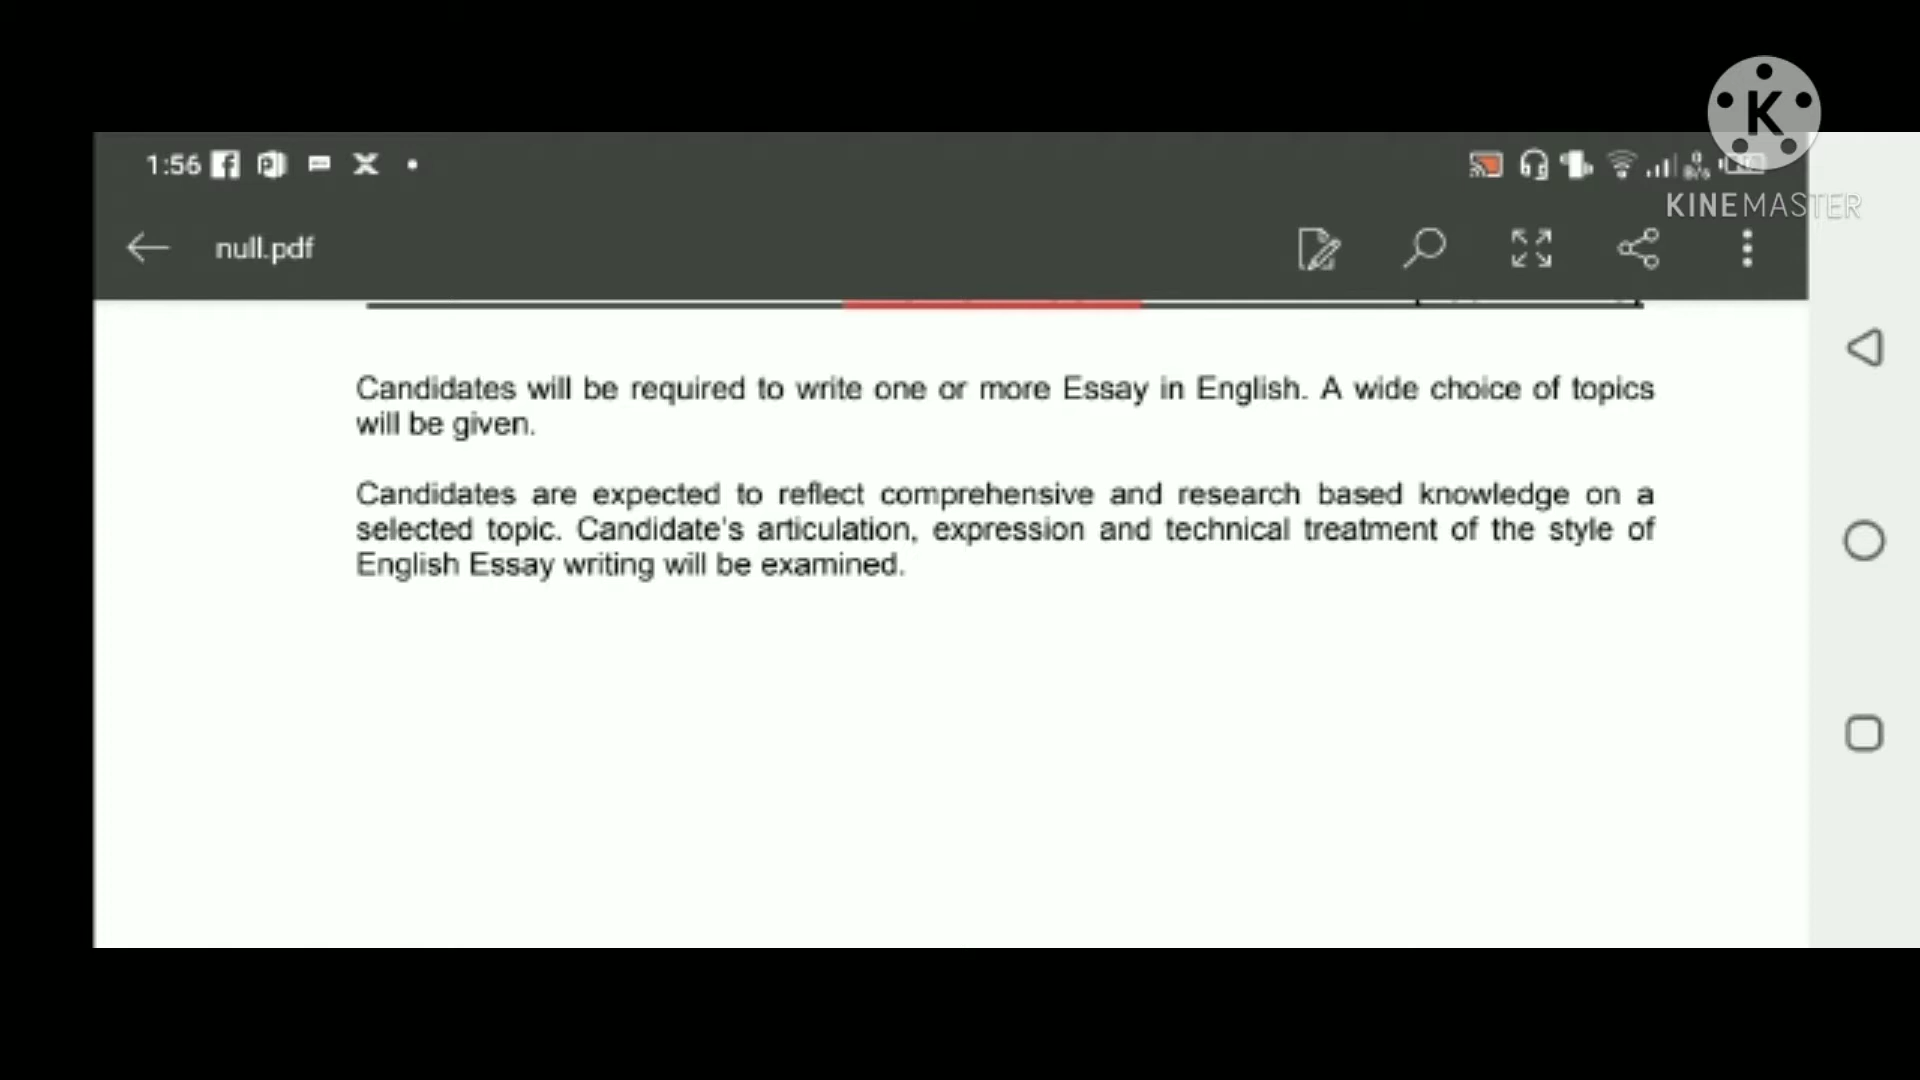 K
KINEMASTER
1:56
null.pdf
Candidates will be required to write one or more Essay in English. A wide choice of topics
will be given.
Candidates are expected to reflect comprehensive and research based knowledge on a
selected topic. Candidate's articulation, expression and technical treatment of the style of
English Essay writing will be examined.